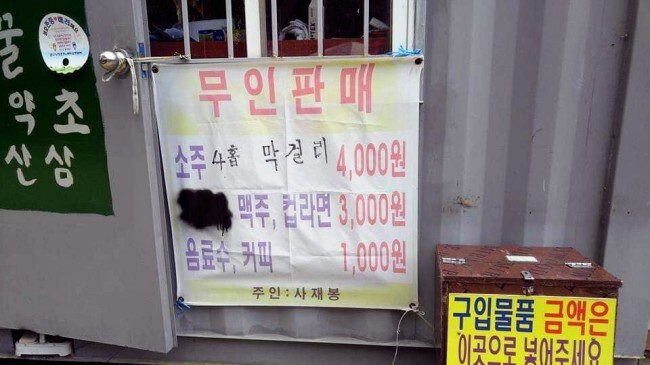 꿀
약초
산삼
무인판매
소주 4홉 막걸리 4,000원
맥주, 컵라면 3,000원
음료수, 커피 1,000원
주인 : 사재봉
구입물품 금액은
이곳으로 넣어주세요